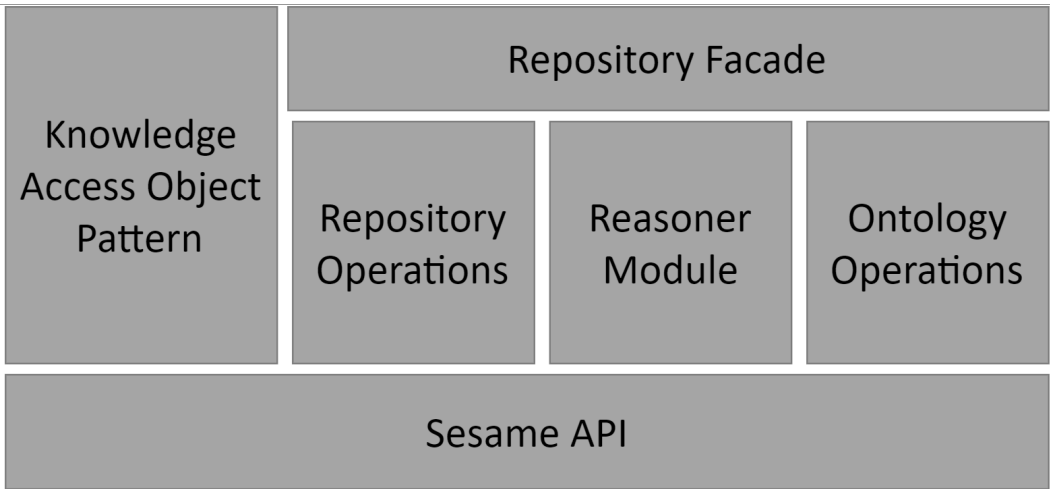 Repository Facade
Knowledge
Access Object
Pattern
Repository
Operations
Reasoner
Module
Ontology
Operations
Sesame API